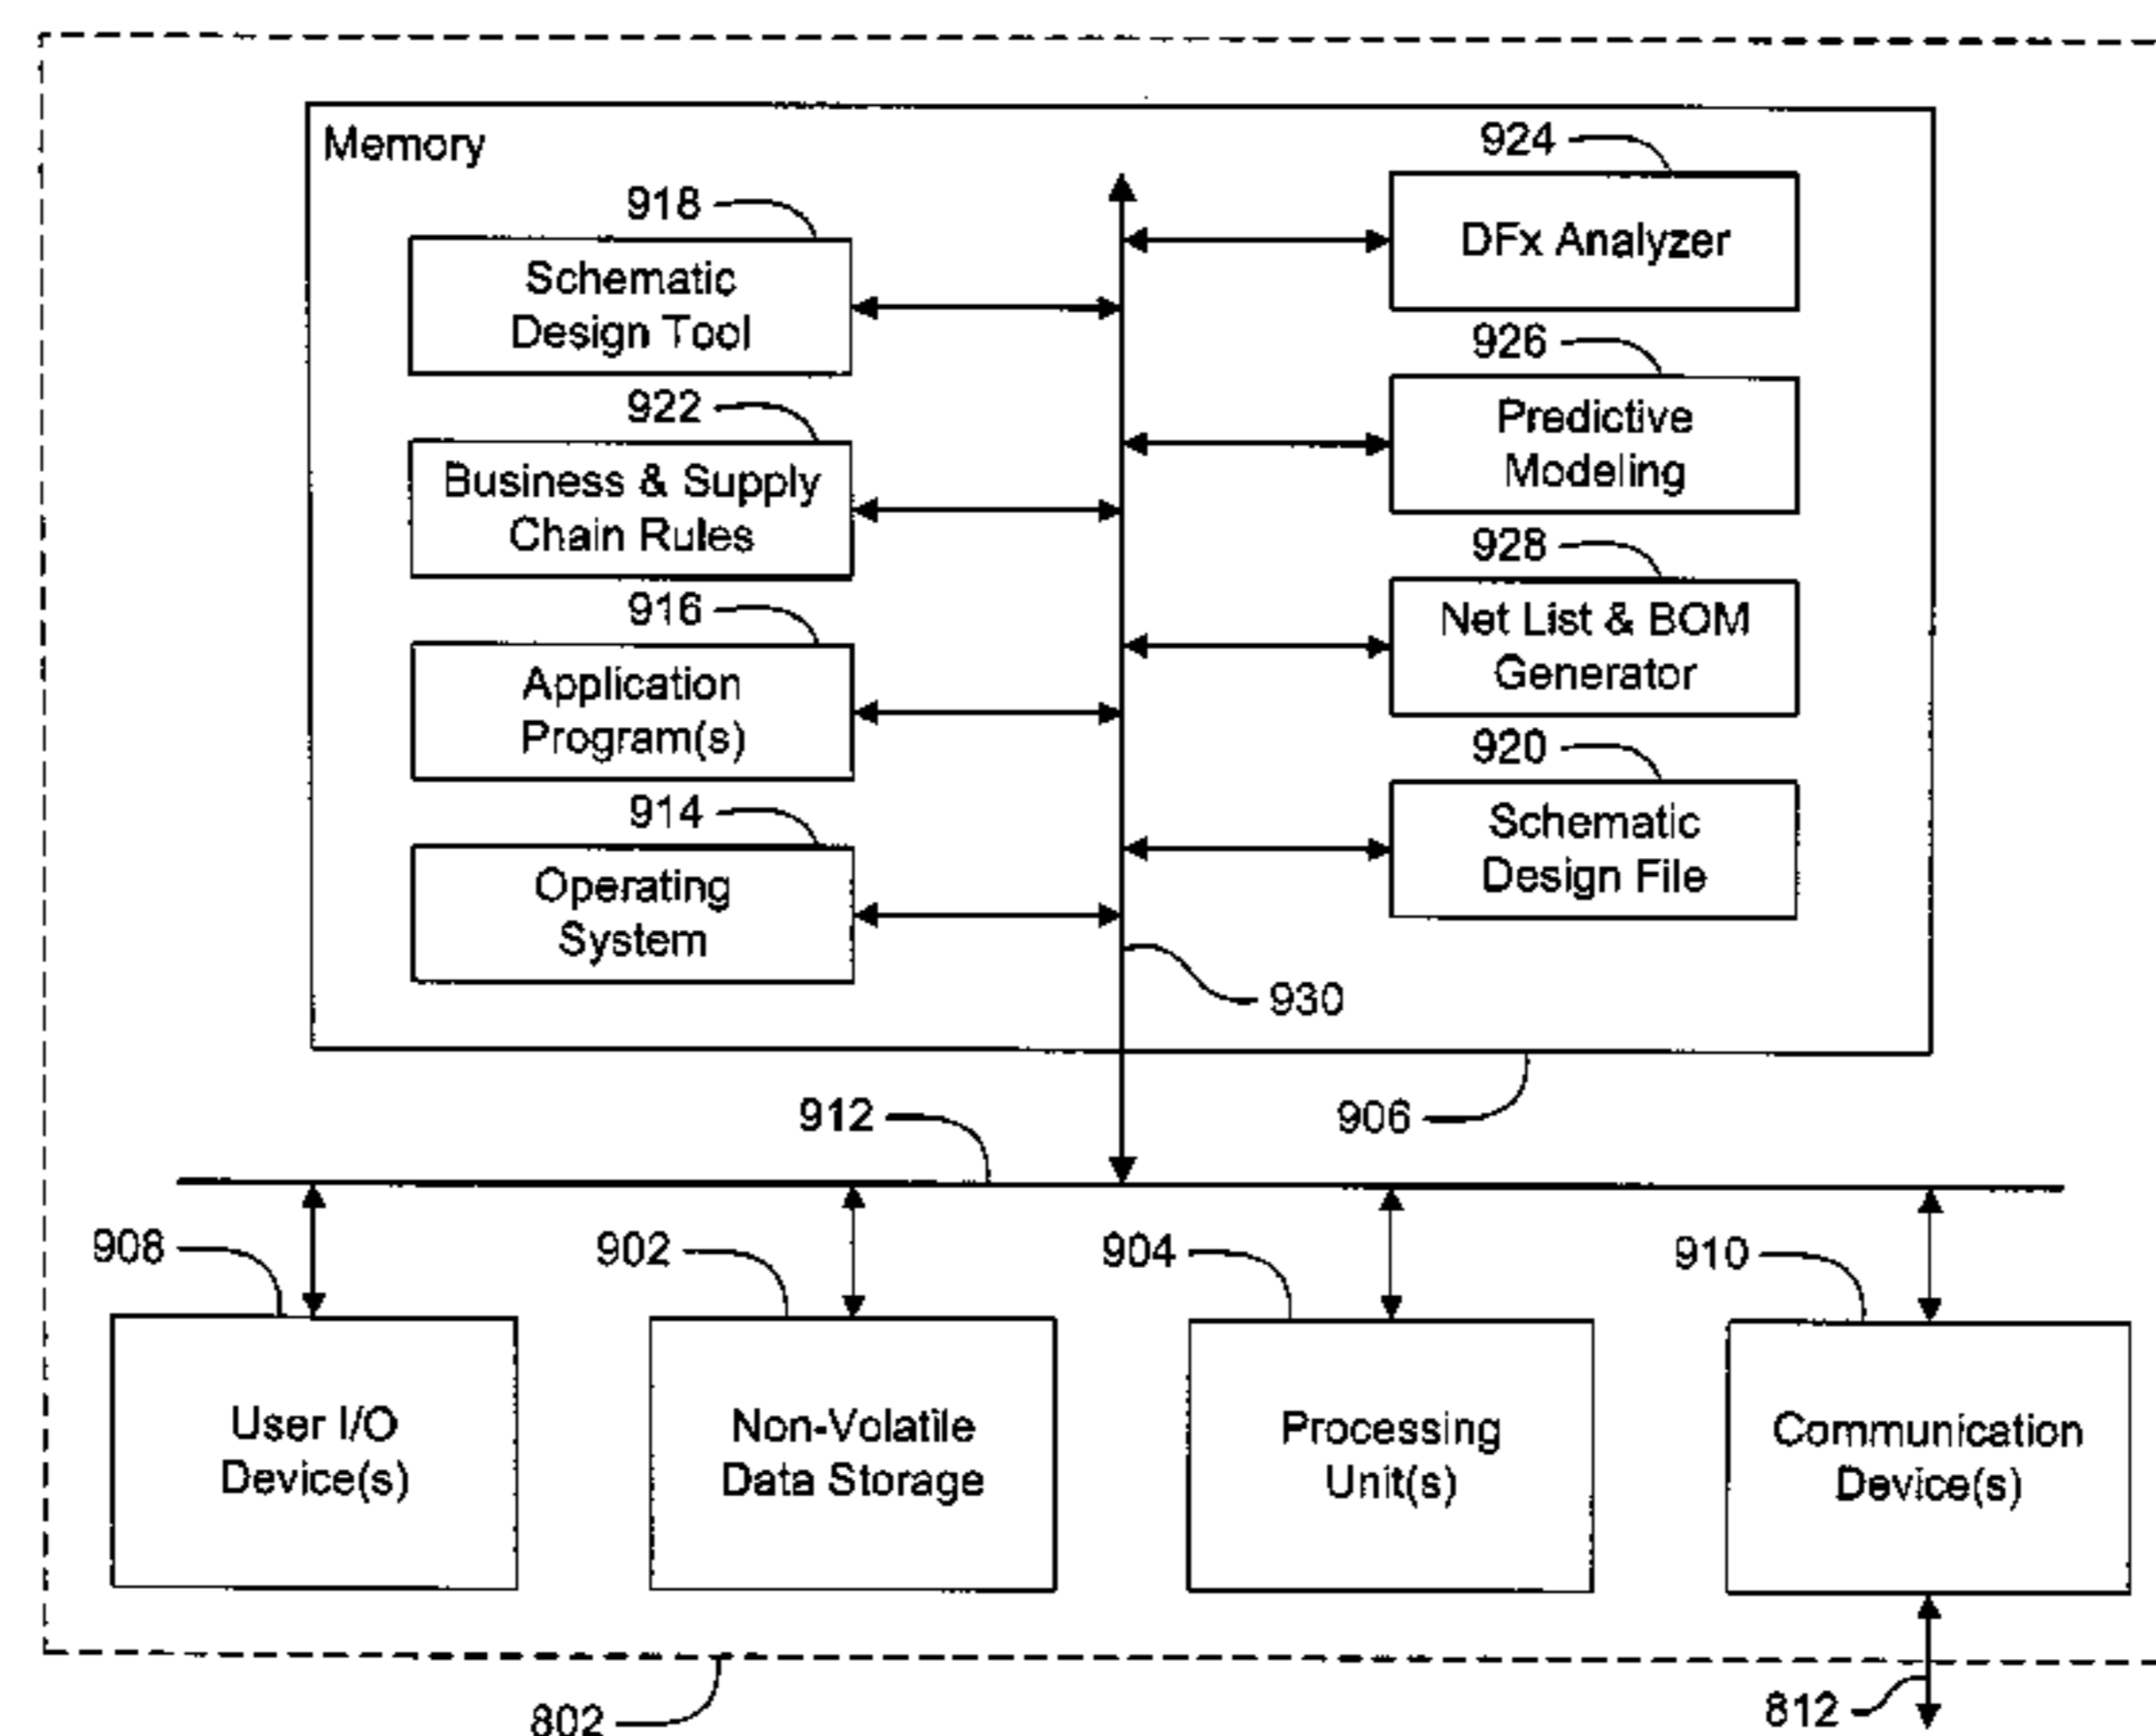 Memory
924
918
DFx Analyzer
Schematic
Design Tool
926
922
Predictive
Modeling
Business & Supply
Chain Rules
928
916
Net List & BOM
Generator
Application
Program(s)
920
914
Schematic
Design File
Operating
System
930
912
906
908
902
904
910
User I/O
Device(s)
Non-Volatile
Data Storage
Processing
Unit(s)
Communication
Device(s)
802
812